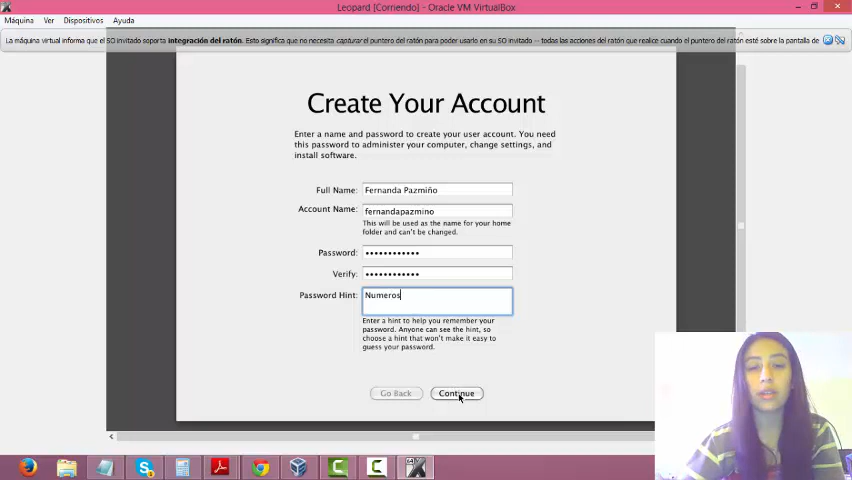 Leopard [Corriendo] - Oracle VM VirtualBox
Máquina Ver Dispositivos Ayuda
La máquina virtual informa que el SO invitado soporta integración del ratón. Esto significa que no necesita capturar el puntero del ratón para poder usarlo en su SO invitado -- todas las acciones del ratón que realice cuando el puntero del ratón esté sobre la pantalla de
Create Your Account
Enter a name and password to create your user account. You need
this password to administer your computer, change settings, and
install software.
Full Name: Fernanda Pazmiño
Account Name: fernandapazmino
This will be used as the name for your home
folder and can't be changed.
Password: ••••••••••••
Verify: ••••••••••••
Password Hint: Numeros
Enter a hint to help you remember your
password. Anyone can see the hint, so
choose a hint that won't make it easy to
guess your password.
Go Back Continue